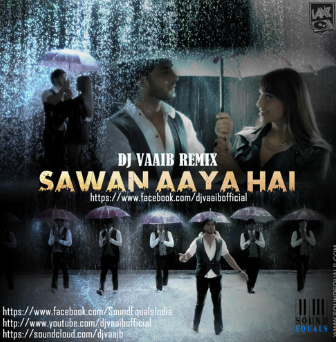 DJ VAAIB REMIX
SAWAN AAYA HAI
https://www.facebook.com/djvaaibofficial
https://www.facebook.com/SoundEqualsIndia
http://www.youtube.com/djvaaibofficial
https://soundcloud.com/djvaaib
SOUND
EQUALS